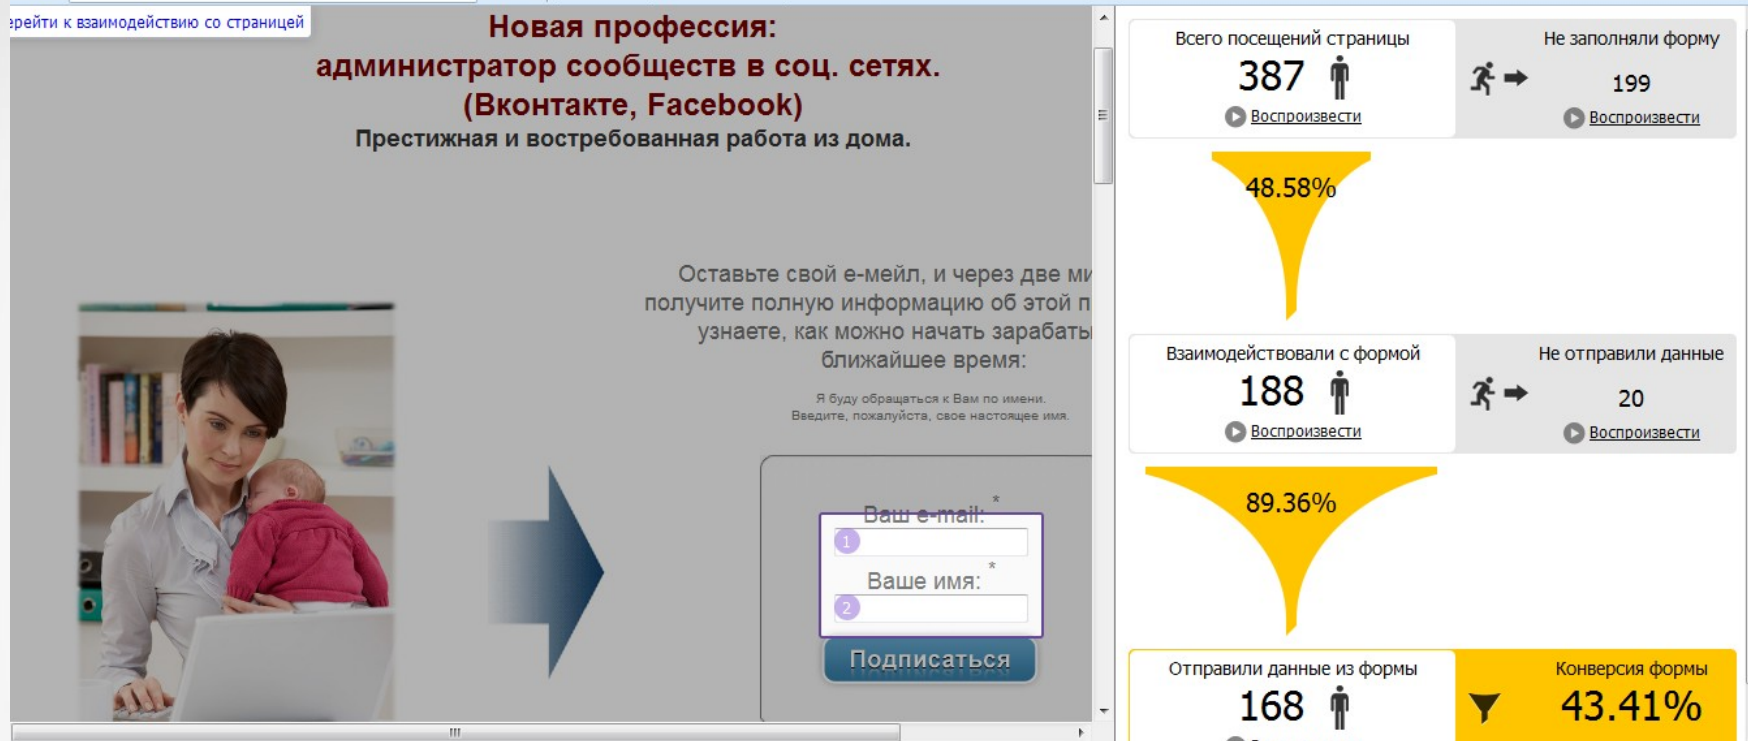 ерейти к взаимодействию со страницей
Новая профессия:
администратор сообществ в соц. сетях.
(Вконтакте, Facebook)
Престижная и востребованная работа из дома.
Оставьте свой е-мейл, и через две ми
получите полную информацию об этой п
узнаете, как можно начать зарабаты
ближайшее время:
Я буду обращаться к Вам по имени.
Введите, пожалуйста, свое настоящее имя.
Ваш e-mail: *
1
Ваше имя: *
2
Подписаться
Всего посещений страницы
387
Воспроизвести
Не заполняли форму
199
Воспроизвести
48.58%
Взаимодействовали с формой
188
Воспроизвести
Не отправили данные
20
Воспроизвести
89.36%
Отправили данные из формы
168
Конверсия формы
43.41%